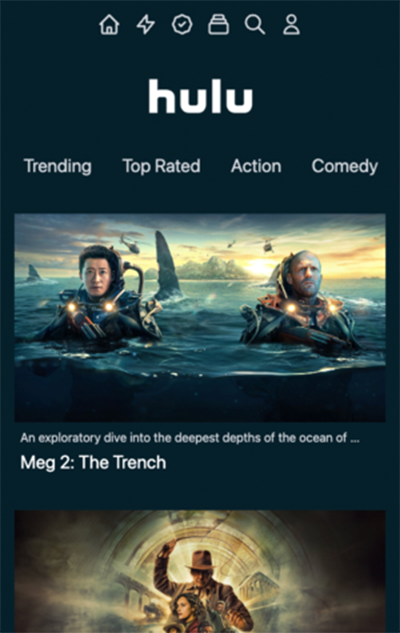 hulu
Trending Top Rated Action Comedy
An exploratory dive into the deepest depths of the ocean of ...
Meg 2: The Trench